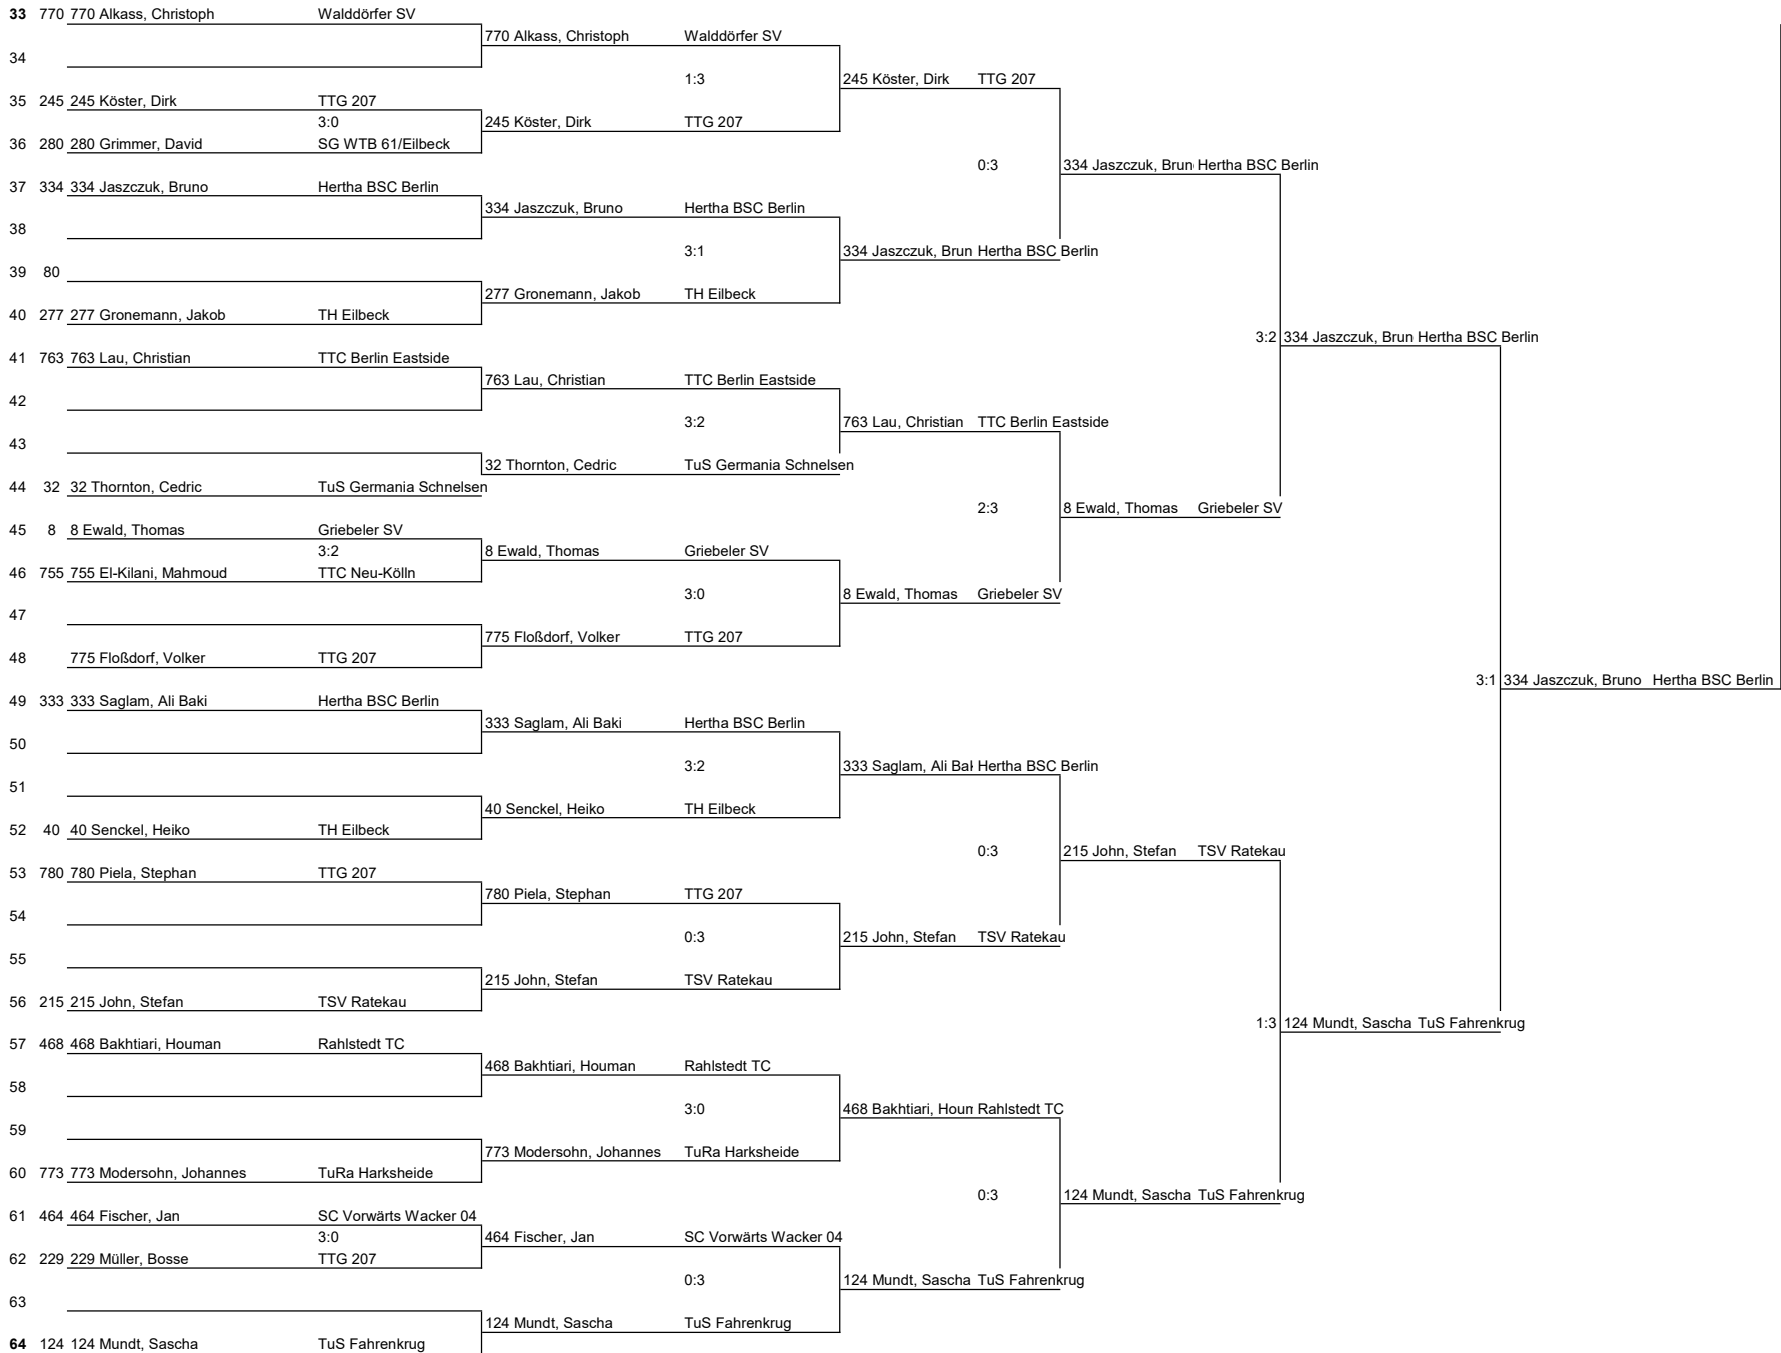 33 770 770 Alkass, Christoph Walddörfer SV
770 Alkass, Christoph Walddörfer SV
34
1:3 245 Köster, Dirk TTG 207
35 245 245 Köster, Dirk TTG 207
3:0 245 Köster, Dirk TTG 207
36 280 280 Grimmer, David SG WTB 61/Eilbeck
0:3 334 Jaszczuk, Brun Hertha BSC Berlin
37 334 334 Jaszczuk, Bruno Hertha BSC Berlin
334 Jaszczuk, Bruno Hertha BSC Berlin
38
3:1 334 Jaszczuk, Brun Hertha BSC Berlin
39 80
277 Gronemann, Jakob TH Eilbeck
40 277 277 Gronemann, Jakob TH Eilbeck
3:2 334 Jaszczuk, Brun Hertha BSC Berlin
41 763 763 Lau, Christian TTC Berlin Eastside
763 Lau, Christian TTC Berlin Eastside
42
3:2 763 Lau, Christian TTC Berlin Eastside
43
32 Thornton, Cedric TuS Germania Schnelsen
44 32 32 Thornton, Cedric TuS Germania Schnelsen
2:3 8 Ewald, Thomas Griebeler SV
45 8 8 Ewald, Thomas Griebeler SV
3:2 8 Ewald, Thomas Griebeler SV
46 755 755 El-Kilani, Mahmoud TTC Neu-Kölln
3:0 8 Ewald, Thomas Griebeler SV
47
775 Floßdorf, Volker TTG 207
48 775 Floßdorf, Volker TTG 207
3:1 334 Jaszczuk, Bruno Hertha BSC Berlin
49 333 333 Saglam, Ali Baki Hertha BSC Berlin
333 Saglam, Ali Baki Hertha BSC Berlin
50
3:2 333 Saglam, Ali Bak Hertha BSC Berlin
51
40 Senckel, Heiko TH Eilbeck
52 40 40 Senckel, Heiko TH Eilbeck
0:3 215 John, Stefan TSV Ratekau
53 780 780 Piela, Stephan TTG 207
780 Piela, Stephan TTG 207
54
0:3 215 John, Stefan TSV Ratekau
55
215 John, Stefan TSV Ratekau
56 215 215 John, Stefan TSV Ratekau
1:3 124 Mundt, Sascha TuS Fahrenkrug
57 468 468 Bakhtiari, Houman Rahlstedt TC
468 Bakhtiari, Houman Rahlstedt TC
58
3:0 468 Bakhtiari, Houm Rahlstedt TC
59
773 Modersohn, Johannes TuRa Harksheide
60 773 773 Modersohn, Johannes TuRa Harksheide
0:3 124 Mundt, Sascha TuS Fahrenkrug
61 464 464 Fischer, Jan SC Vorwärts Wacker 04
3:0 464 Fischer, Jan SC Vorwärts Wacker 04
62 229 229 Müller, Bosse TTG 207
0:3 124 Mundt, Sascha TuS Fahrenkrug
63
124 Mundt, Sascha TuS Fahrenkrug
64 124 124 Mundt, Sascha TuS Fahrenkrug